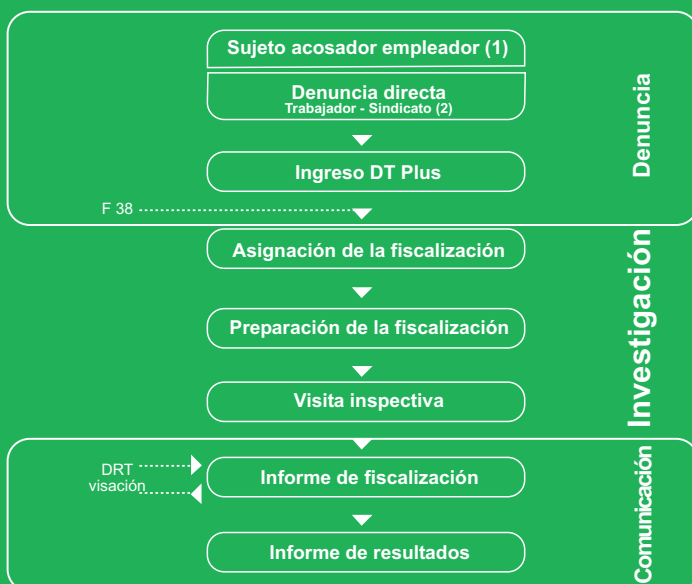 Sujeto acosador empleador (1)
Denuncia directa
Trabajador - Sindicato (2)
Ingreso DT Plus
Denuncia
F 38
Asignación de la fiscalización
Preparación de la fiscalización
Visita inspectiva
Investigación
DRT
visación
Informe de fiscalización
Informe de resultados
Comunicación